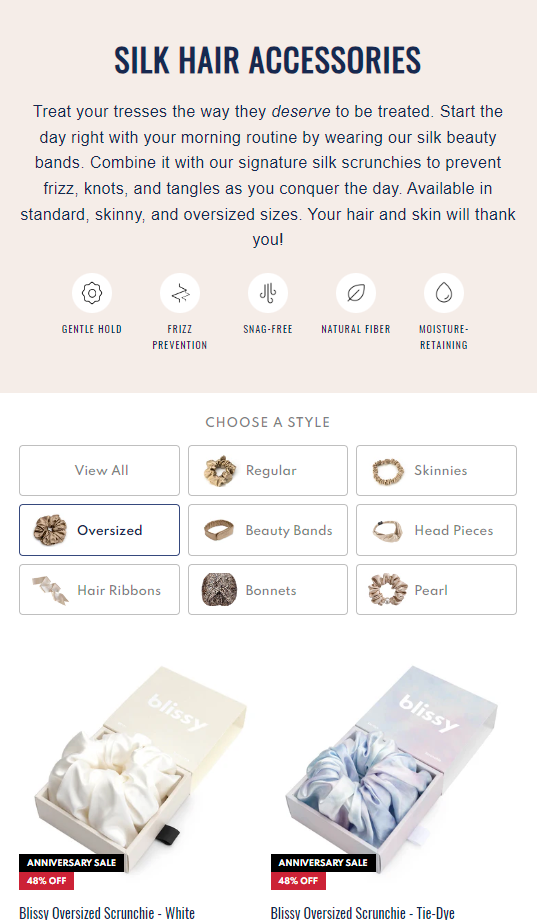 SILK HAIR ACCESSORIES
Treat your tresses the way they deserve to be treated. Start the
day right with your morning routine by wearing our silk beauty
bands. Combine it with our signature silk scrunchies to prevent
frizz, knots, and tangles as you conquer the day. Available in
standard, skinny, and oversized sizes. Your hair and skin will thank
you!
GENTLE HOLD
FRIZZ
PREVENTION
SNAG-FREE
NATURAL FIBER
MOISTURE-
RETAINING
CHOOSE A STYLE
View All
Regular
Skinnies
Oversized
Beauty Bands
Head Pieces
Hair Ribbons
Bonnets
Pearl
blissy
ANNIVERSARY SALE
48% OFF
Blissy Oversized Scrunchie - White
blissy
ANNIVERSARY SALE
48% OFF
Blissy Oversized Scrunchie - Tie-Dye